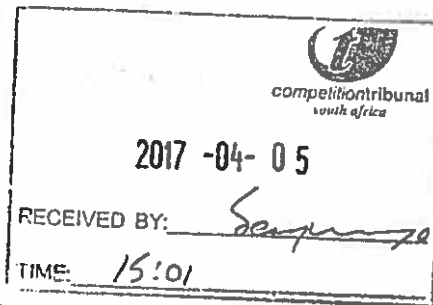 competitiontribunal
south africa
2017 -04- 05
RECEIVED BY:
TIME: 15:01